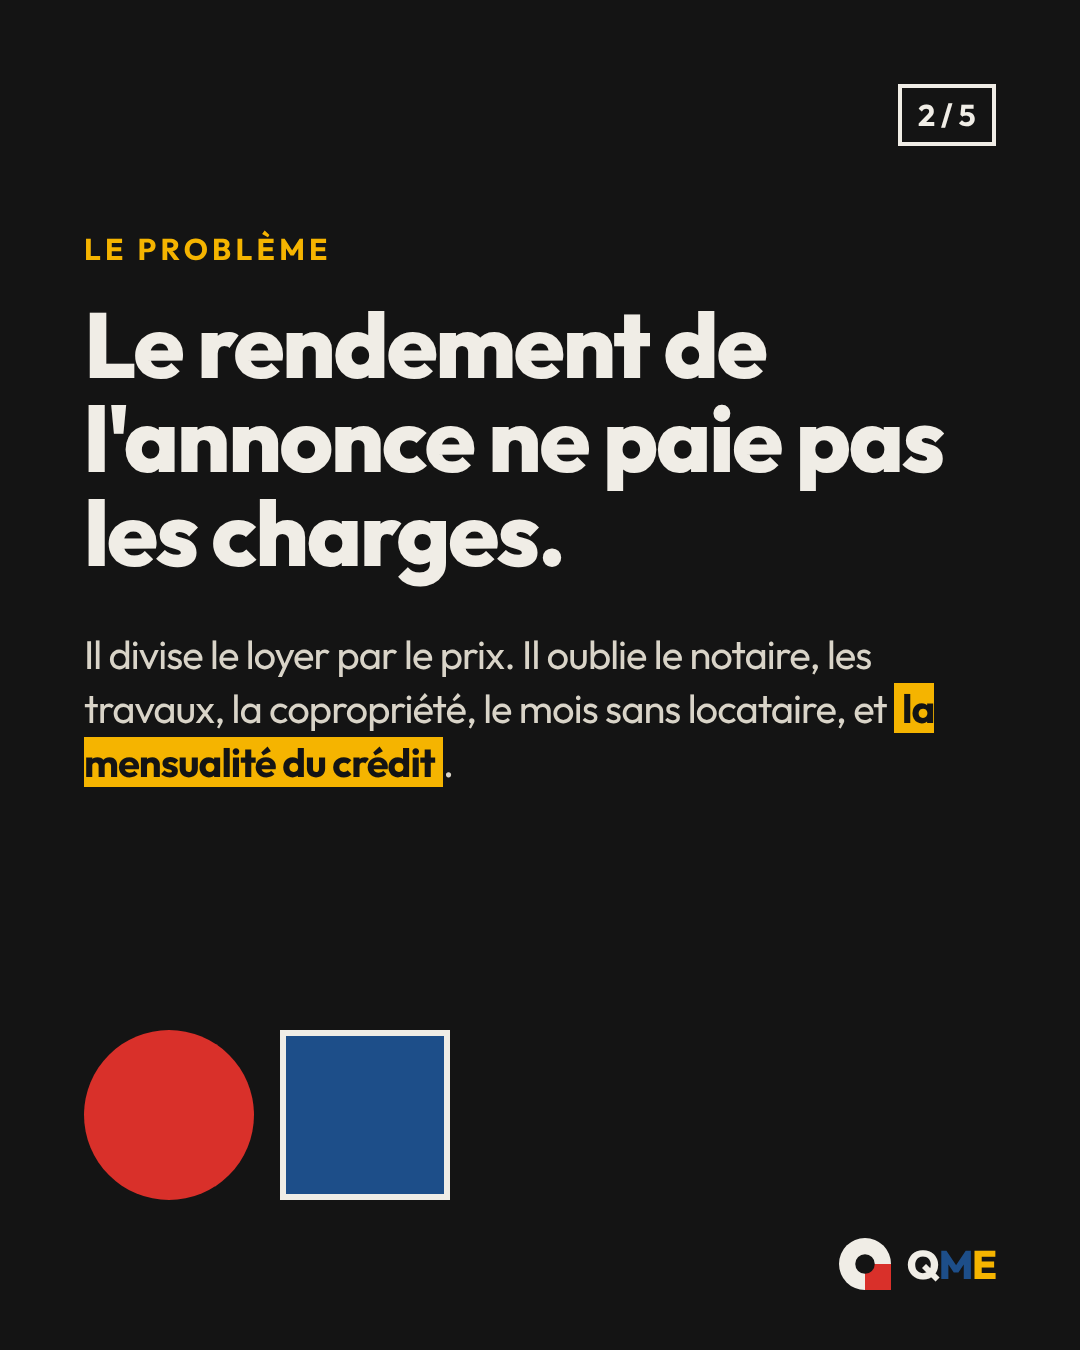 2 / 5
LE PROBLÈME
Le rendement de
l'annonce ne paie pas
les charges.
Il divise le loyer par le prix. Il oublie le notaire, les
travaux, la copropriété, le mois sans locataire, et la
mensualité du crédit .
QME